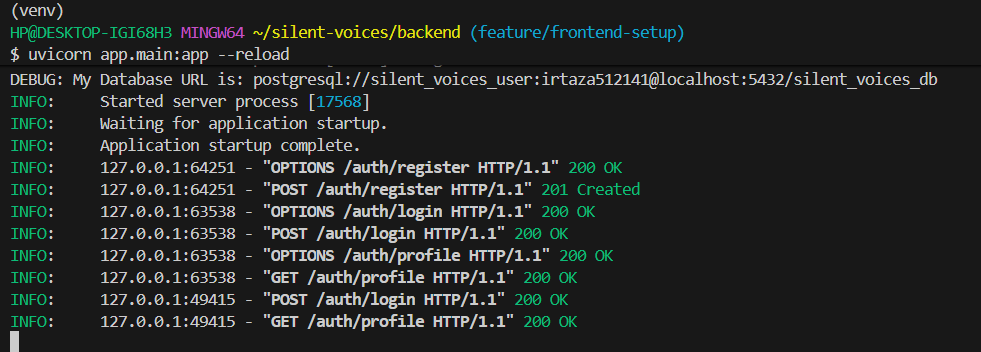 (venv)
HP@DESKTOP-IGI68H3 MINGW64 ~/silent-voices/backend (feature/frontend-setup)
$ uvicorn app.main:app --reload
DEBUG: My Database URL is: postgresql://silent_voices_user:irtaza512141@localhost:5432/silent_voices_db
INFO:     Started server process [17568]
INFO:     Waiting for application startup.
INFO:     Application startup complete.
INFO:     127.0.0.1:64251 - "OPTIONS /auth/register HTTP/1.1" 200 OK
INFO:     127.0.0.1:64251 - "POST /auth/register HTTP/1.1" 201 Created
INFO:     127.0.0.1:63538 - "OPTIONS /auth/login HTTP/1.1" 200 OK
INFO:     127.0.0.1:63538 - "POST /auth/login HTTP/1.1" 200 OK
INFO:     127.0.0.1:63538 - "OPTIONS /auth/profile HTTP/1.1" 200 OK
INFO:     127.0.0.1:63538 - "GET /auth/profile HTTP/1.1" 200 OK
INFO:     127.0.0.1:49415 - "POST /auth/login HTTP/1.1" 200 OK
INFO:     127.0.0.1:49415 - "GET /auth/profile HTTP/1.1" 200 OK